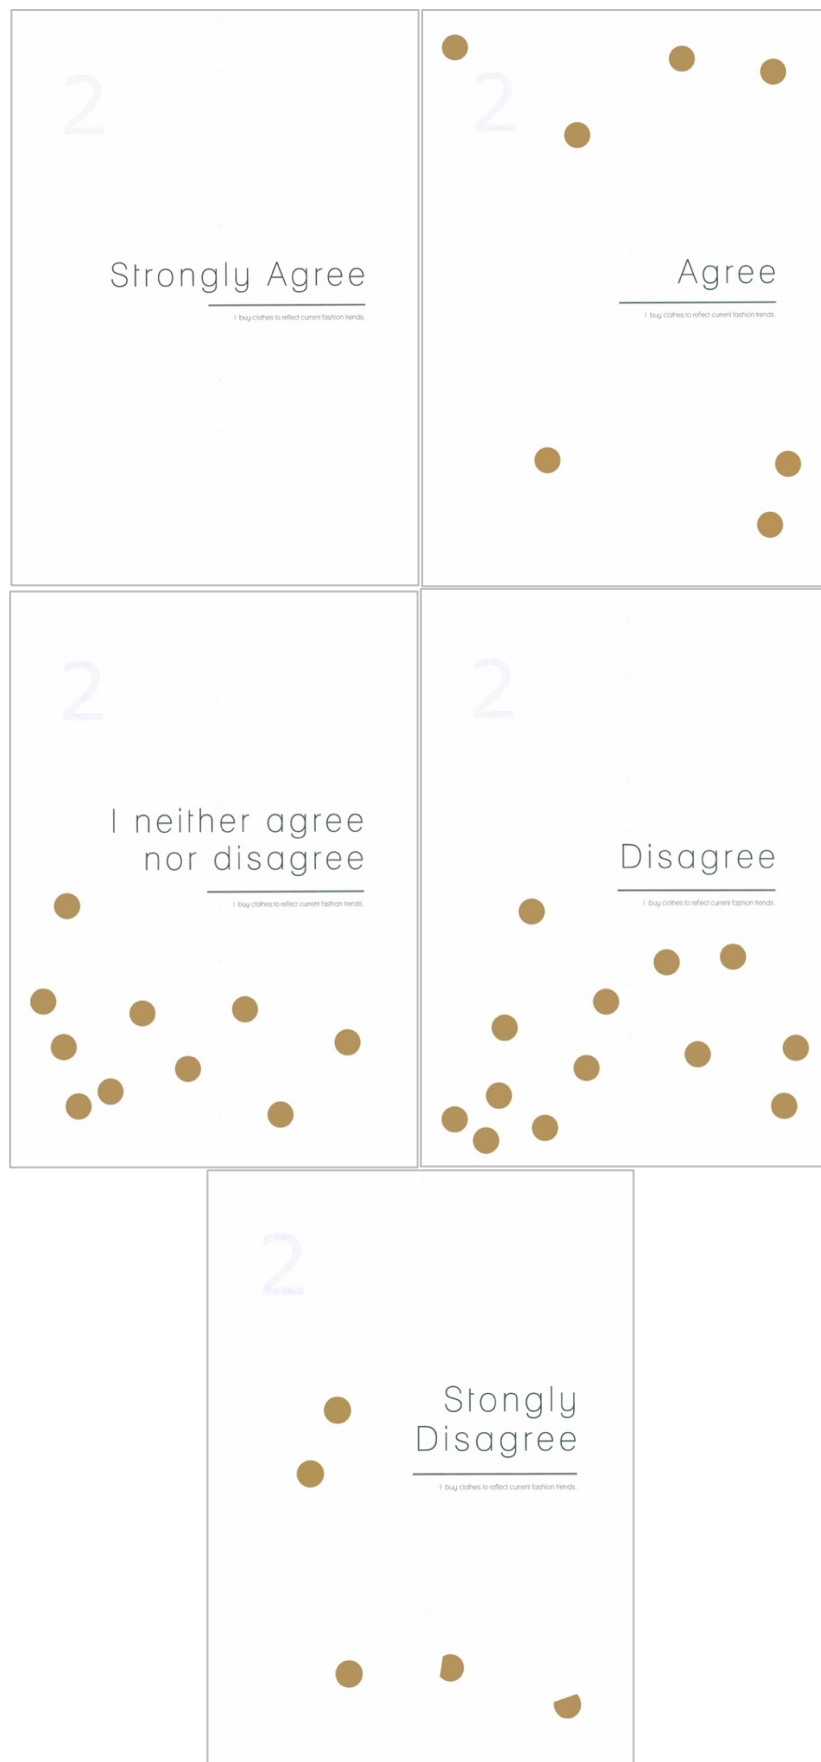 2
Strongly Agree
I buy clothes to reflect current fashion trends.
2
Agree
I buy clothes to reflect current fashion trends.
2
I neither agree
nor disagree
I buy clothes to reflect current fashion trends.
2
Disagree
I buy clothes to reflect current fashion trends.
2
Stongly
Disagree
I buy clothes to reflect current fashion trends.